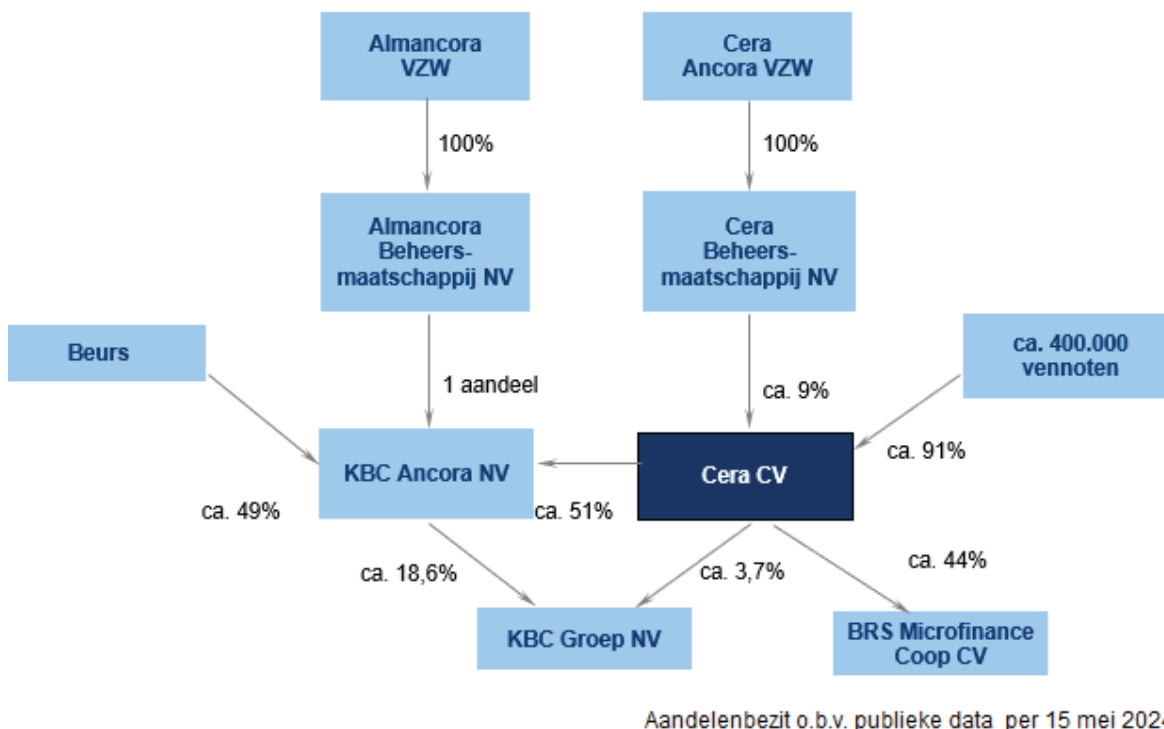 Almancora
VZW
Cera
Ancora VZW
100%
100%
Almancora
Beheers-
maatschappij NV
Cera
Beheers-
maatschappij NV
Beurs
ca. 400.000
vennoten
1 aandeel
ca. 9%
ca. 91%
KBC Ancora NV
Cera CV
ca. 49%
ca. 51%
ca. 18,6%
ca. 3,7%
ca. 44%
KBC Groep NV
BRS Microfinance
Coop CV
Aandelenbezit o.b.v. publieke data per 15 mei 2024